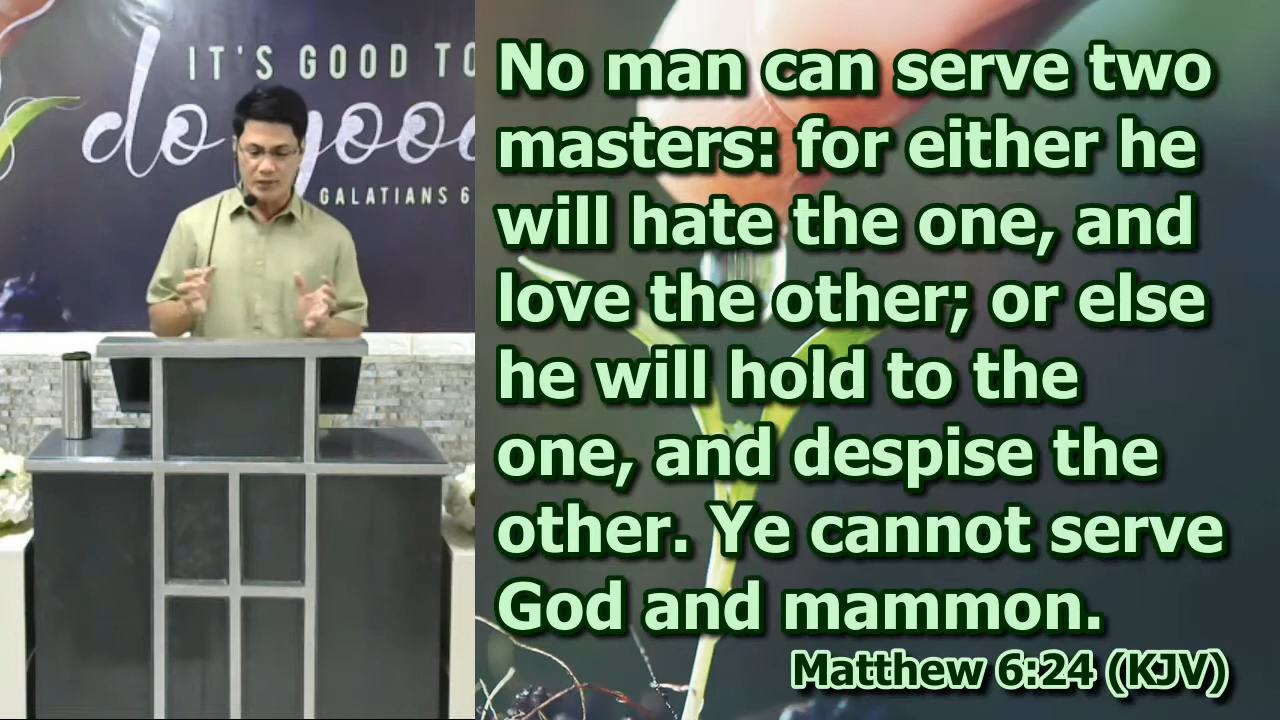 IT'S GOOD TO
do good
GALATIANS 6
No man can serve two
masters: for either he
will hate the one, and
love the other; or else
he will hold to the
one, and despise the
other. Ye cannot serve
God and mammon.
Matthew 6:24 (KJV)